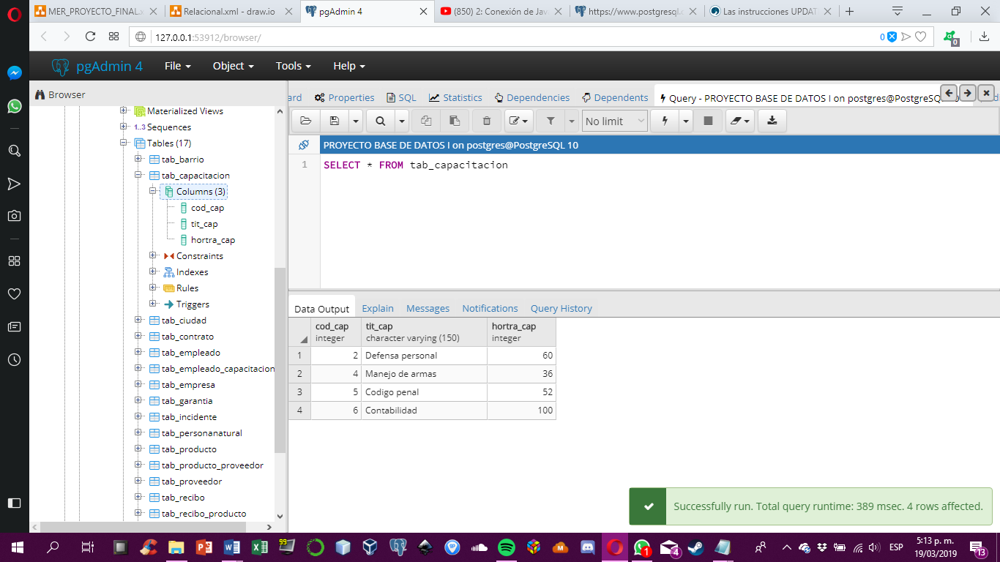 MER_PROYECTO_FINAL.x
Relacional.xml - draw.io
pgAdmin 4
(850) 2: Conexión de Jav
https://www.postgresql.
Las instrucciones UPDAT
127.0.0.1:53912/browser/
0
0
pgAdmin 4
File
Object
Tools
Help
Browser
ard
Properties
SQL
Statistics
Dependencies
Dependents
Query - PROYECTO BASE DE DATOS I on postgres@PostgreSQL 10
Materialized Views
1..3 Sequences
Tables (17)
tab_barrio
tab_capacitacion
Columns (3)
cod_cap
tit_cap
hortra_cap
Constraints
Indexes
Rules
Triggers
tab_ciudad
tab_contrato
tab_empleado
tab_empleado_capacitacion
tab_empresa
tab_garantia
tab_incidente
tab_personanatural
tab_producto
tab_producto_proveedor
tab_proveedor
tab_recibo
tab_recibo_producto
No limit
PROYECTO BASE DE DATOS I on postgres@PostgreSQL 10
1 SELECT * FROM tab_capacitacion
Data Output
Explain
Messages
Notifications
Query History
cod_cap tit_cap hortra_cap
integer character varying (150) integer
1 2 Defensa personal 60
2 4 Manejo de armas 36
3 5 Codigo penal 52
4 6 Contabilidad 100
Successfully run. Total query runtime: 389 msec. 4 rows affected.
99
1
4
ESP
5:13 p. m.
19/03/2019
13